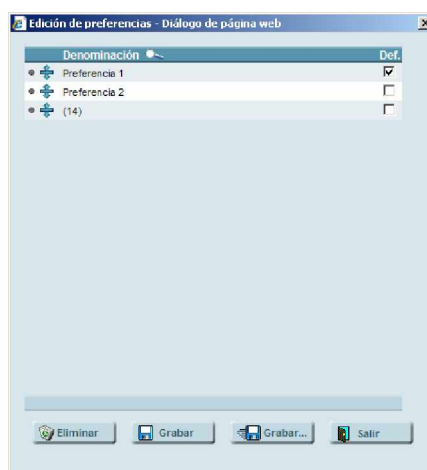 Edición de preferencias - Diálogo de página web
Denominación Def.
Preferencia 1
Preferencia 2
(14)
Eliminar Grabar Grabar... Salir